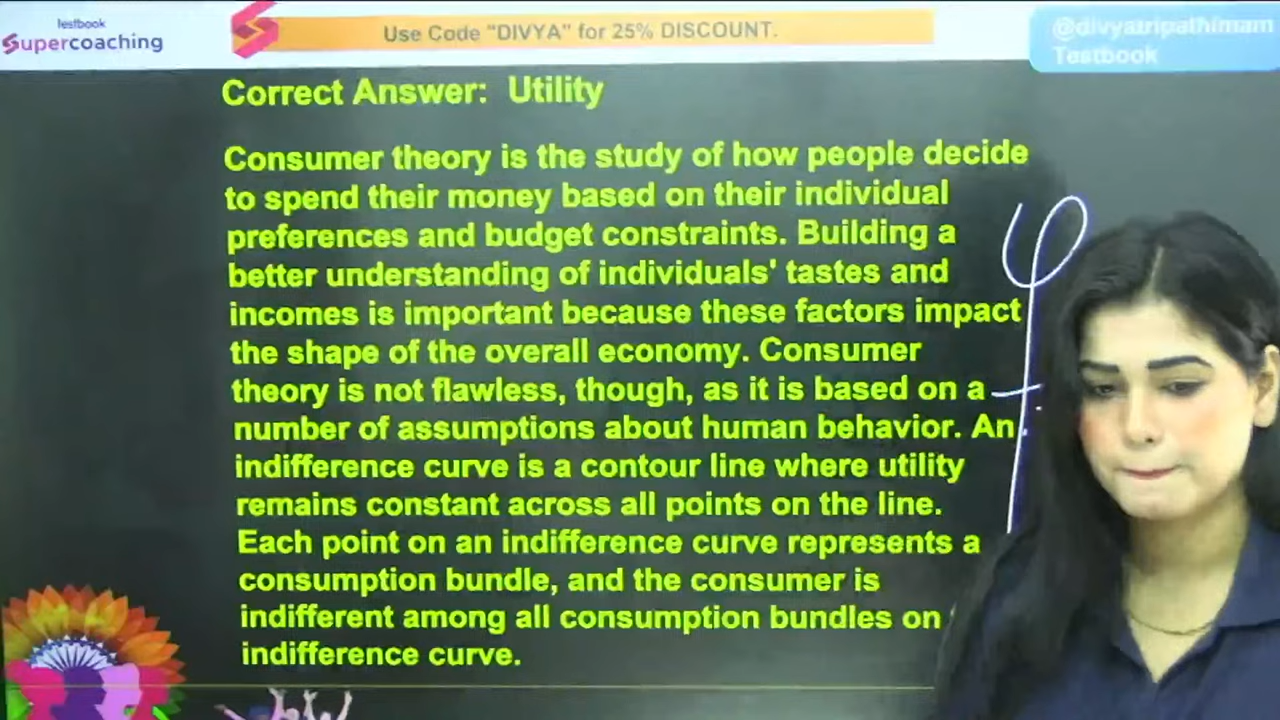 testbook
Supercoaching
Use Code "DIVYA" for 25% DISCOUNT.
@divyatripathimam
Testbook
Correct Answer: Utility
Consumer theory is the study of how people decide
to spend their money based on their individual
preferences and budget constraints. Building a
better understanding of individuals' tastes and
incomes is important because these factors impact
the shape of the overall economy. Consumer
theory is not flawless, though, as it is based on a
number of assumptions about human behavior. An
indifference curve is a contour line where utility
remains constant across all points on the line.
Each point on an indifference curve represents a
consumption bundle, and the consumer is
indifferent among all consumption bundles on
indifference curve.